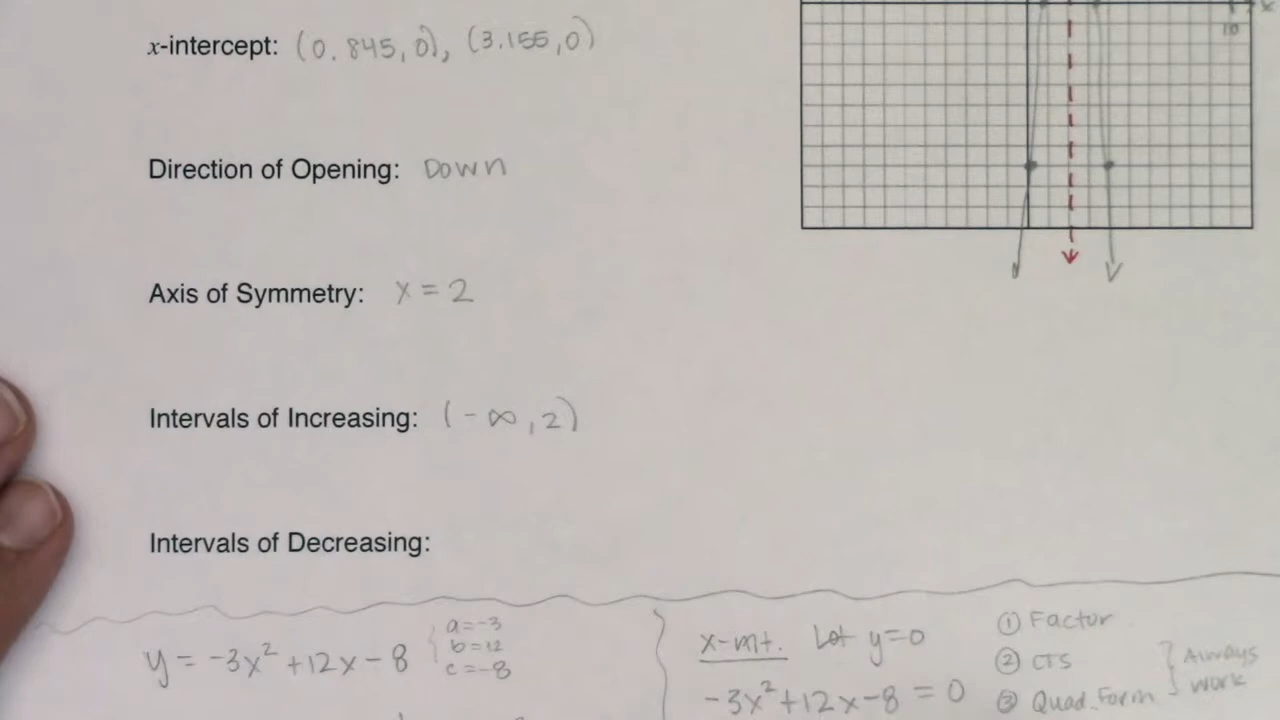 x-intercept: (0.845,0), (3.155,0)
x
10
Direction of Opening: Down
Axis of Symmetry: x = 2
Intervals of Increasing: (-∞, 2)
Intervals of Decreasing:
y = -3x² + 12x - 8
a=-3
b=12
c=-8
x-int. Let y=0
-3x² + 12x - 8 = 0
① Factor
② CTS
③ Quad. Form
Always
work